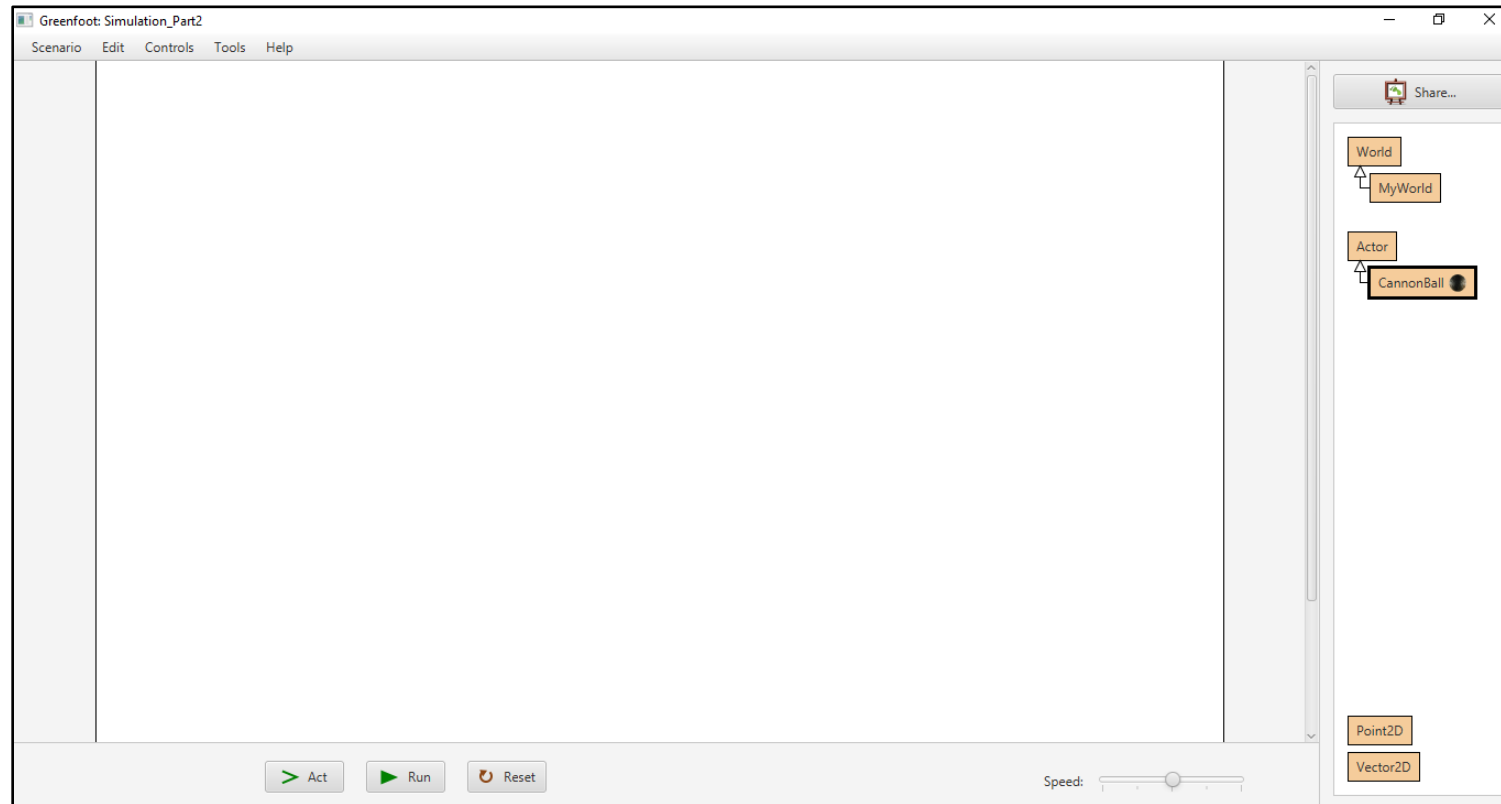 Greenfoot: Simulation_Part2
Scenario Edit Controls Tools Help
Share...
World
MyWorld
Actor
CannonBall
Point2D
Vector2D
Act Run Reset Speed: